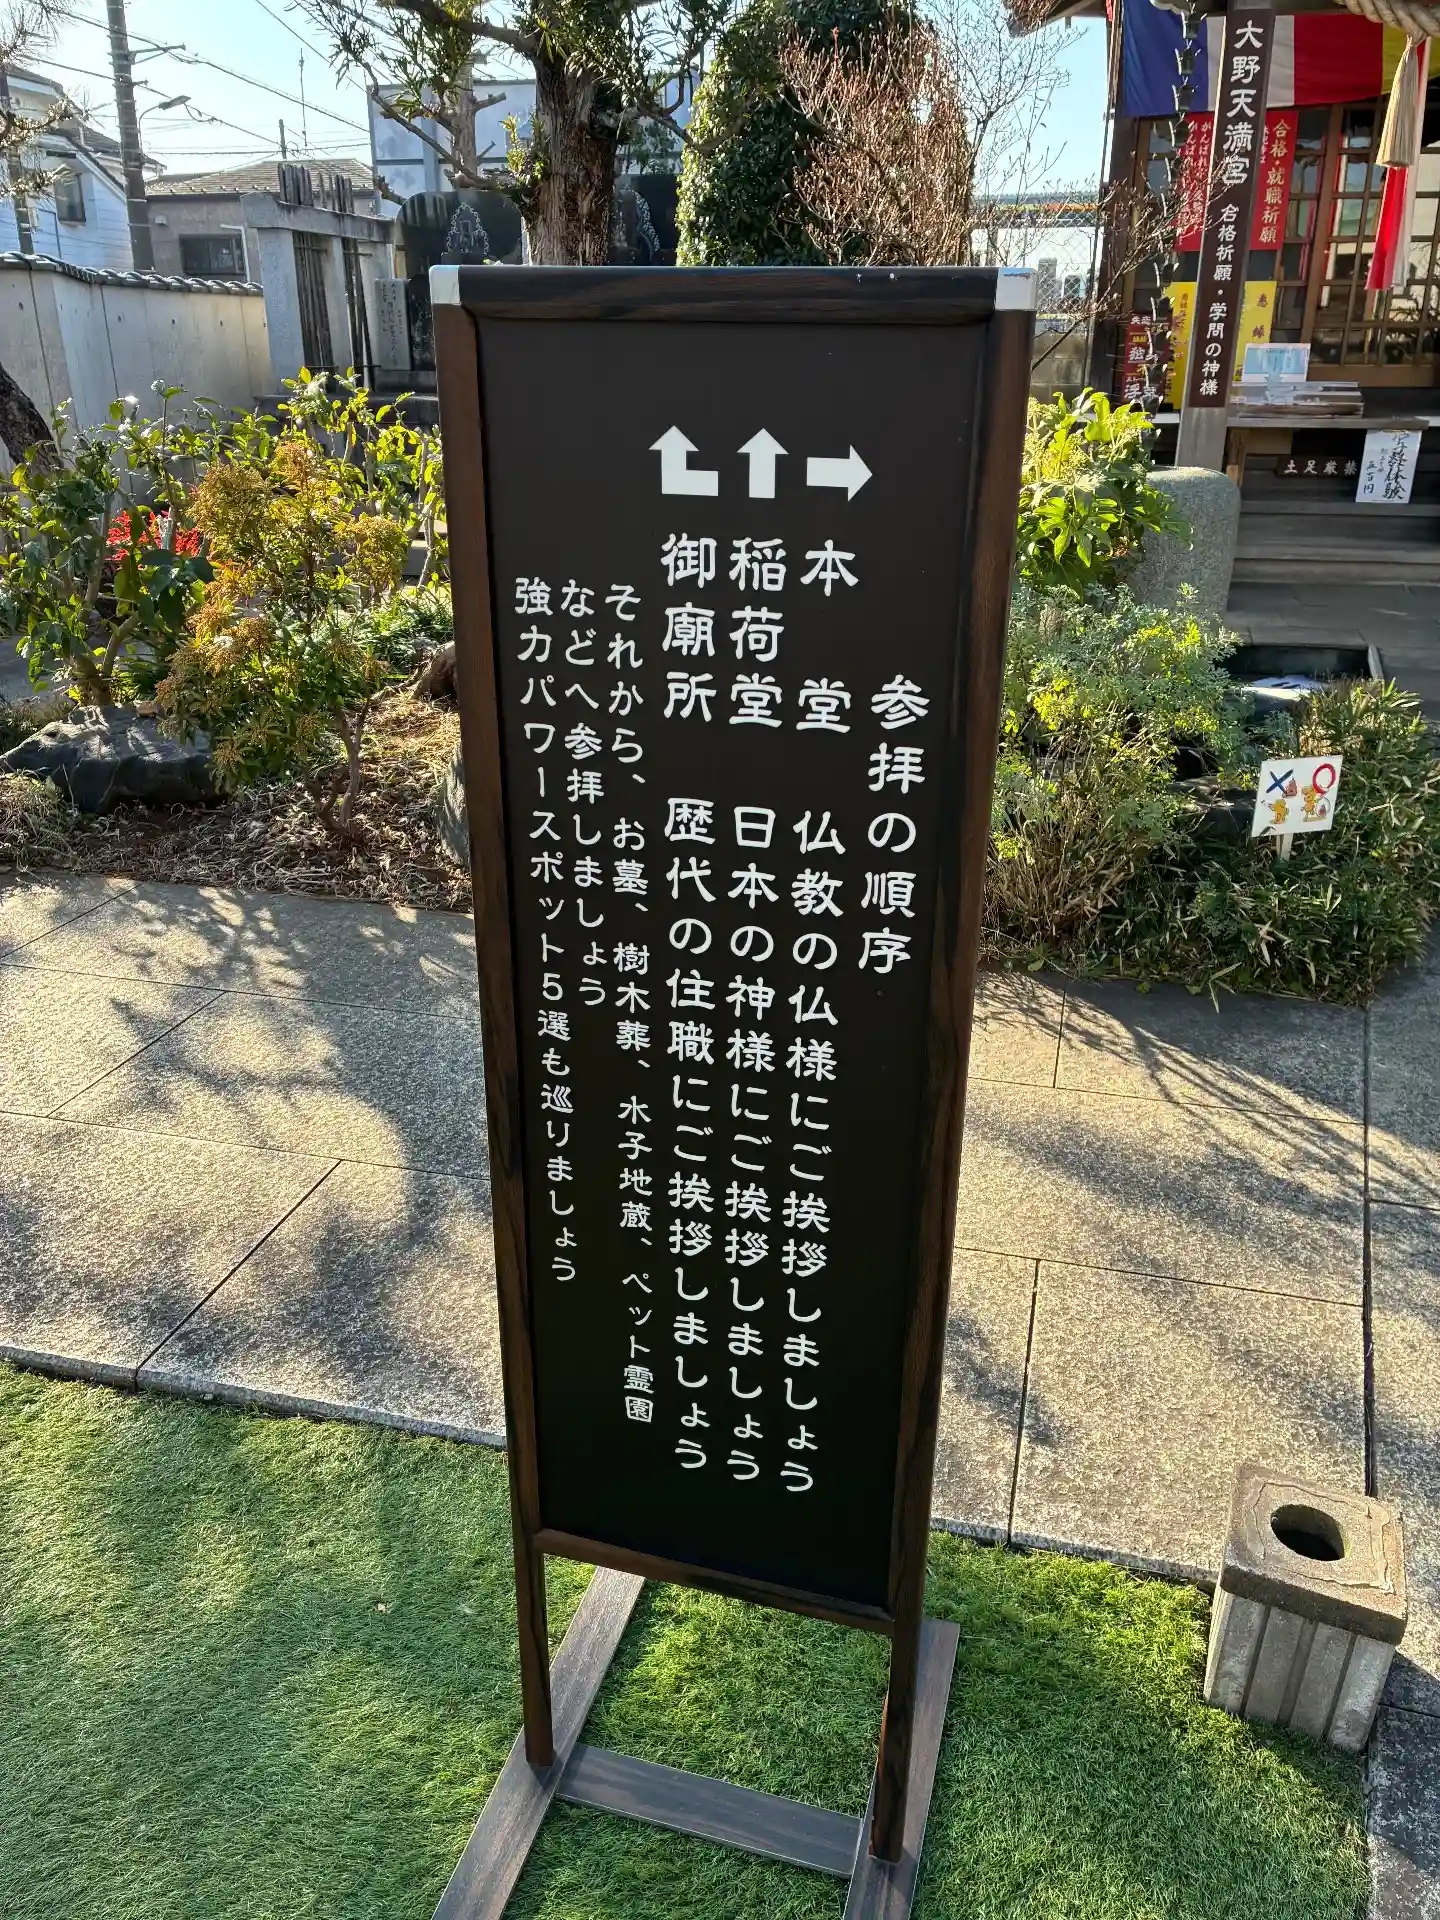 参拝の順序
→ 本堂 仏教の仏様にご挨拶しましょう
↑ 稲荷堂 日本の神様にご挨拶しましょう
御廟所 歴代の住職にご挨拶しましょう
それから、お墓、樹木葬、水子地蔵、ペット霊園
などへ参拝しましょう
強力パワースポット5選も巡りましょう
大野天満宮 合格祈願・学問の神様
合格・就職祈願
がんばれ
土足厳禁